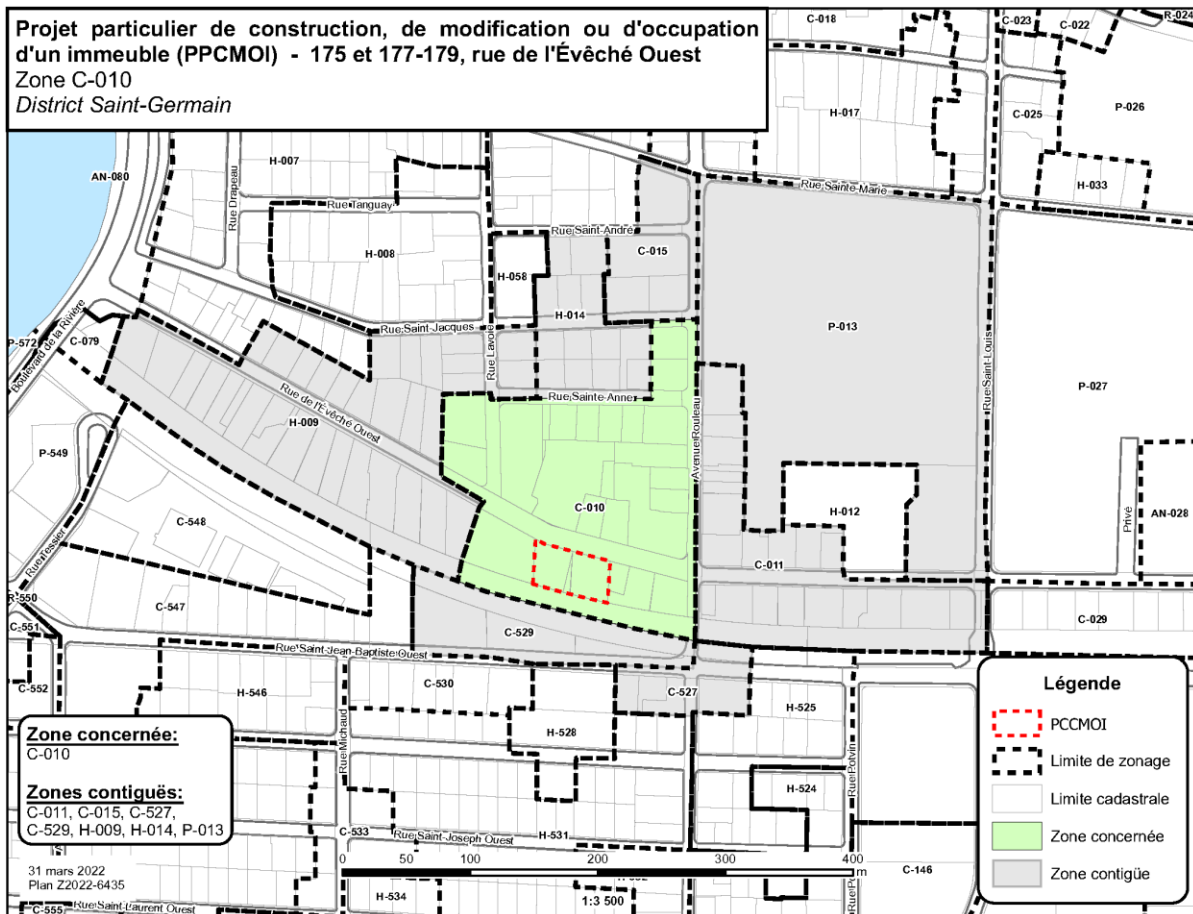 Projet particulier de construction, de modification ou d'occupation
d'un immeuble (PPCMOI) - 175 et 177-179, rue de l'Évêché Ouest
Zone C-010
District Saint-Germain
C-018
C-023
C-022
R-024
H-017
C-025
P-026
H-007
AN-080
Rue Drapeau
H-033
Rue Sainte-Marie
Rue Tanguay
Rue Saint-André
H-008
C-015
H-058
Boulevard de la Rivière
H-014
Rue Saint-Jacques
P-013
P-572
C-079
Rue Lavoie
Rue Saint-Louis
P-027
Rue de l'Évêché Ouest
Rue Sainte-Anne
H-009
Avenue Rouleau
P-549
C-010
H-012
Privé
AN-028
C-548
Rue Tessier
C-011
R-550
C-547
C-029
C-551
C-529
Rue Saint-Jean-Baptiste Ouest
C-552
H-546
C-530
C-527
H-525
H-528
Rue Michaud
Rue Potvin
H-524
C-533
Rue Saint-Joseph Ouest
H-531
C-146
H-534
C-555
Rue Saint-Laurent Ouest
Zone concernée:
C-010
Zones contiguës:
C-011, C-015, C-527,
C-529, H-009, H-014, P-013
31 mars 2022
Plan Z2022-6435
0 50 100 200 300 400
m
1:3 500
Légende
PCCMOI
Limite de zonage
Limite cadastrale
Zone concernée
Zone contigüe